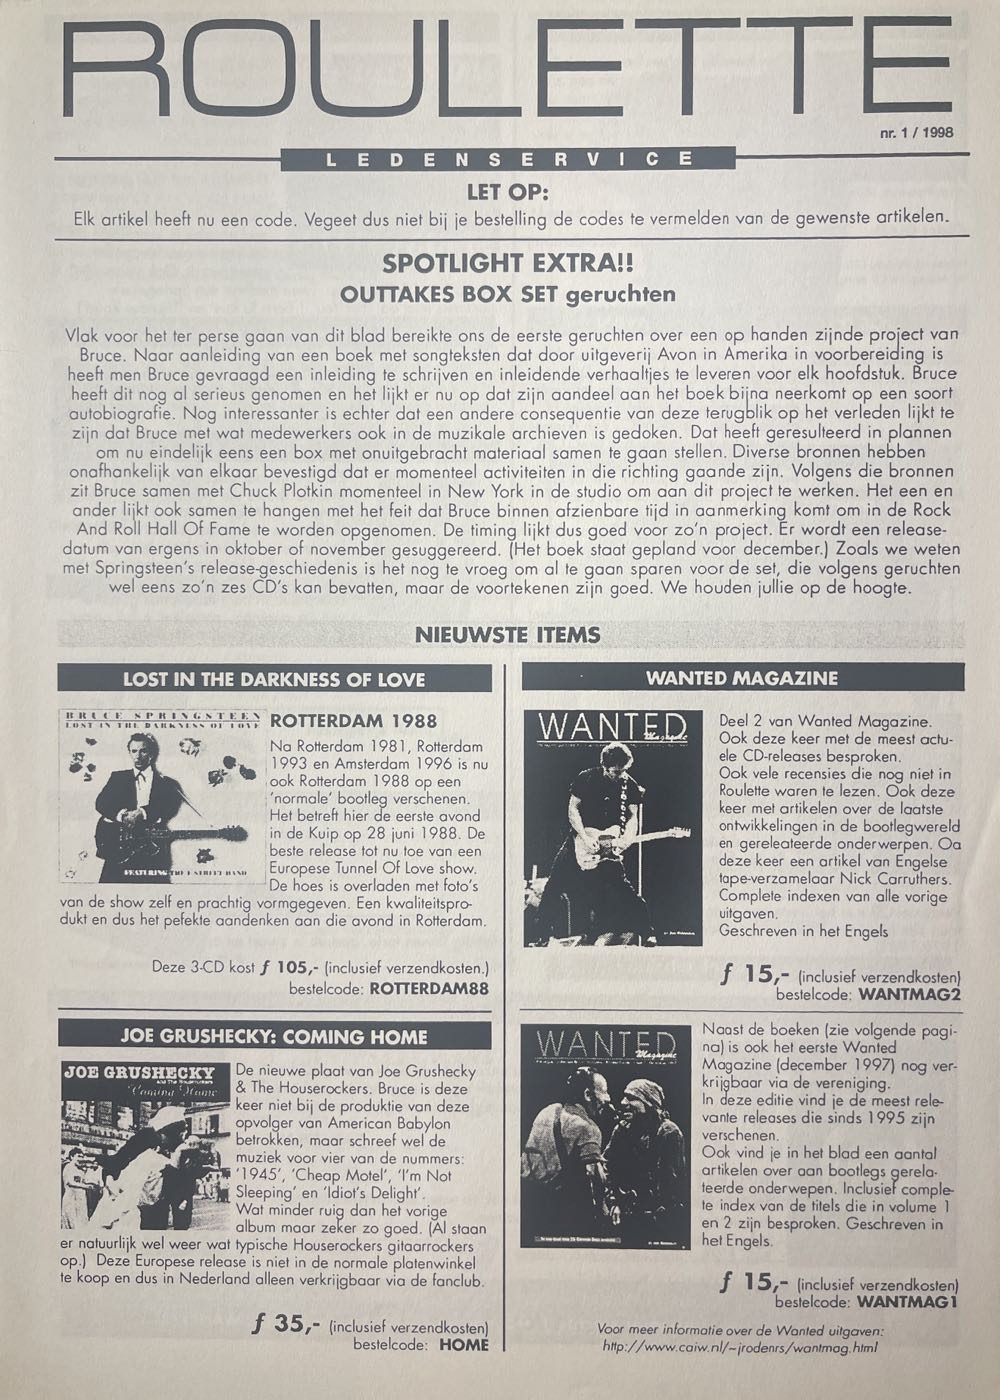 ROULETTE
nr. 1 / 1998
LEDENSERVICE
LET OP:
Elk artikel heeft nu een code. Vegeet dus niet bij je bestelling de codes te vermelden van de gewenste artikelen.
SPOTLIGHT EXTRA!!
OUTTAKES BOX SET geruchten
Vlak voor het ter perse gaan van dit blad bereikte ons de eerste geruchten over een op handen zijnde project van
Bruce. Naar aanleiding van een boek met songteksten dat door uitgeverij Avon in Amerika in voorbereiding is
heeft men Bruce gevraagd een inleiding te schrijven en inleidende verhaaltjes te leveren voor elk hoofdstuk. Bruce
heeft dit nog al serieus genomen en het lijkt er nu op dat zijn aandeel aan het boek bijna neerkomt op een soort
autobiografie. Nog interessanter is echter dat een andere consequentie van deze terugblik op het verleden lijkt te
zijn dat Bruce met wat medewerkers ook in de muzikale archieven is gedoken. Dat heeft geresulteerd in plannen
om nu eindelijk eens een box met onuitgebracht materiaal samen te gaan stellen. Diverse bronnen hebben
onafhankelijk van elkaar bevestigd dat er momenteel activiteiten in die richting gaande zijn. Volgens die bronnen
zit Bruce samen met Chuck Plotkin momenteel in New York in de studio om aan dit project te werken. Het een en
ander lijkt ook samen te hangen met het feit dat Bruce binnen afzienbare tijd in aanmerking komt om in de Rock
And Roll Hall Of Fame te worden opgenomen. De timing lijkt dus goed voor zo'n project. Er wordt een release-
datum van ergens in oktober of november gesuggereerd. (Het boek staat gepland voor december.) Zoals we weten
met Springsteen's release-geschiedenis is het nog te vroeg om al te gaan sparen voor de set, die volgens geruchten
wel eens zo'n zes CD's kan bevatten, maar de voortekenen zijn goed. We houden jullie op de hoogte.
NIEUWSTE ITEMS
LOST IN THE DARKNESS OF LOVE
BRUCE SPRINGSTEEN
LOST IN THE DARKNESS OF LOVE
FEATURING THE E STREET BAND
ROTTERDAM 1988
Na Rotterdam 1981, Rotterdam
1993 en Amsterdam 1996 is nu
ook Rotterdam 1988 op een
'normale' bootleg verschenen.
Het betreft hier de eerste avond
in de Kuip op 28 juni 1988. De
beste release tot nu toe van een
Europese Tunnel Of Love show.
De hoes is overladen met foto's
van de show zelf en prachtig vormgegeven. Een kwaliteitspro-
dukt en dus het pefekte aandenken aan die avond in Rotterdam.
Deze 3-CD kost ƒ 105,- (inclusief verzendkosten.)
bestelcode: ROTTERDAM88
JOE GRUSHECKY: COMING HOME
JOE GRUSHECKY
And The Houserockers
Coming Home
De nieuwe plaat van Joe Grushecky
& The Houserockers. Bruce is deze
keer niet bij de produktie van deze
opvolger van American Babylon
betrokken, maar schreef wel de
muziek voor vier van de nummers:
'1945', 'Cheap Motel', 'I'm Not
Sleeping' en 'Idiot's Delight'.
Wat minder ruig dan het vorige
album maar zeker zo goed. (Al staan
er natuurlijk wel weer wat typische Houserockers gitaarrockers
op.) Deze Europese release is niet in de normale platenwinkel
te koop en dus in Nederland alleen verkrijgbaar via de fanclub.
ƒ 35,- (inclusief verzendkosten)
bestelcode: HOME
WANTED MAGAZINE
WANTED
Magazine
Deel 2 van Wanted Magazine.
Ook deze keer met de meest actu-
ele CD-releases besproken.
Ook vele recensies die nog niet in
Roulette waren te lezen. Ook deze
keer met artikelen over de laatste
ontwikkelingen in de bootlegwereld
en gereleateerde onderwerpen. Oa
deze keer een artikel van Engelse
tape-verzamelaar Nick Carruthers.
Complete indexen van alle vorige
uitgaven.
Geschreven in het Engels
ƒ 15,- (inclusief verzendkosten)
bestelcode: WANTMAG2
WANTED
Magazine
Naast de boeken (zie volgende pagi-
na) is ook het eerste Wanted
Magazine (december 1997) nog ver-
krijgbaar via de vereniging.
In deze editie vind je de meest rele-
vante releases die sinds 1995 zijn
verschenen.
Ook vind je in het blad een aantal
artikelen over aan bootlegs gerela-
teerde onderwepen. Inclusief comple-
te index van de titels die in volume 1
en 2 zijn besproken. Geschreven in
het Engels.
ƒ 15,- (inclusief verzendkosten)
bestelcode: WANTMAG1
Voor meer informatie over de Wanted uitgaven:
http://www.caiw.nl/~jrodenrs/wantmag.html